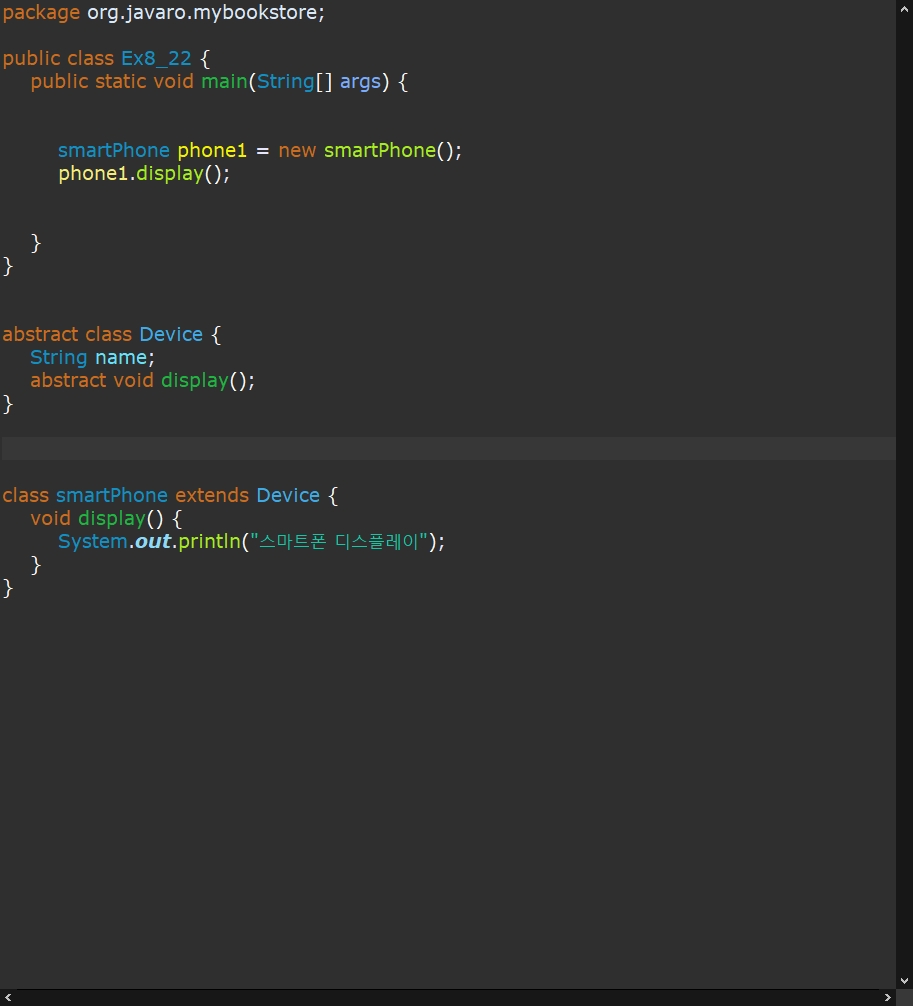 package org.javaro.mybookstore;
public class Ex8_22 {
public static void main(String[] args) {
smartPhone phone1 = new smartPhone();
phone1.display();
}
}
abstract class Device {
String name;
abstract void display();
}
class smartPhone extends Device {
void display() {
System.out.println("스마트폰 디스플레이");
}
}